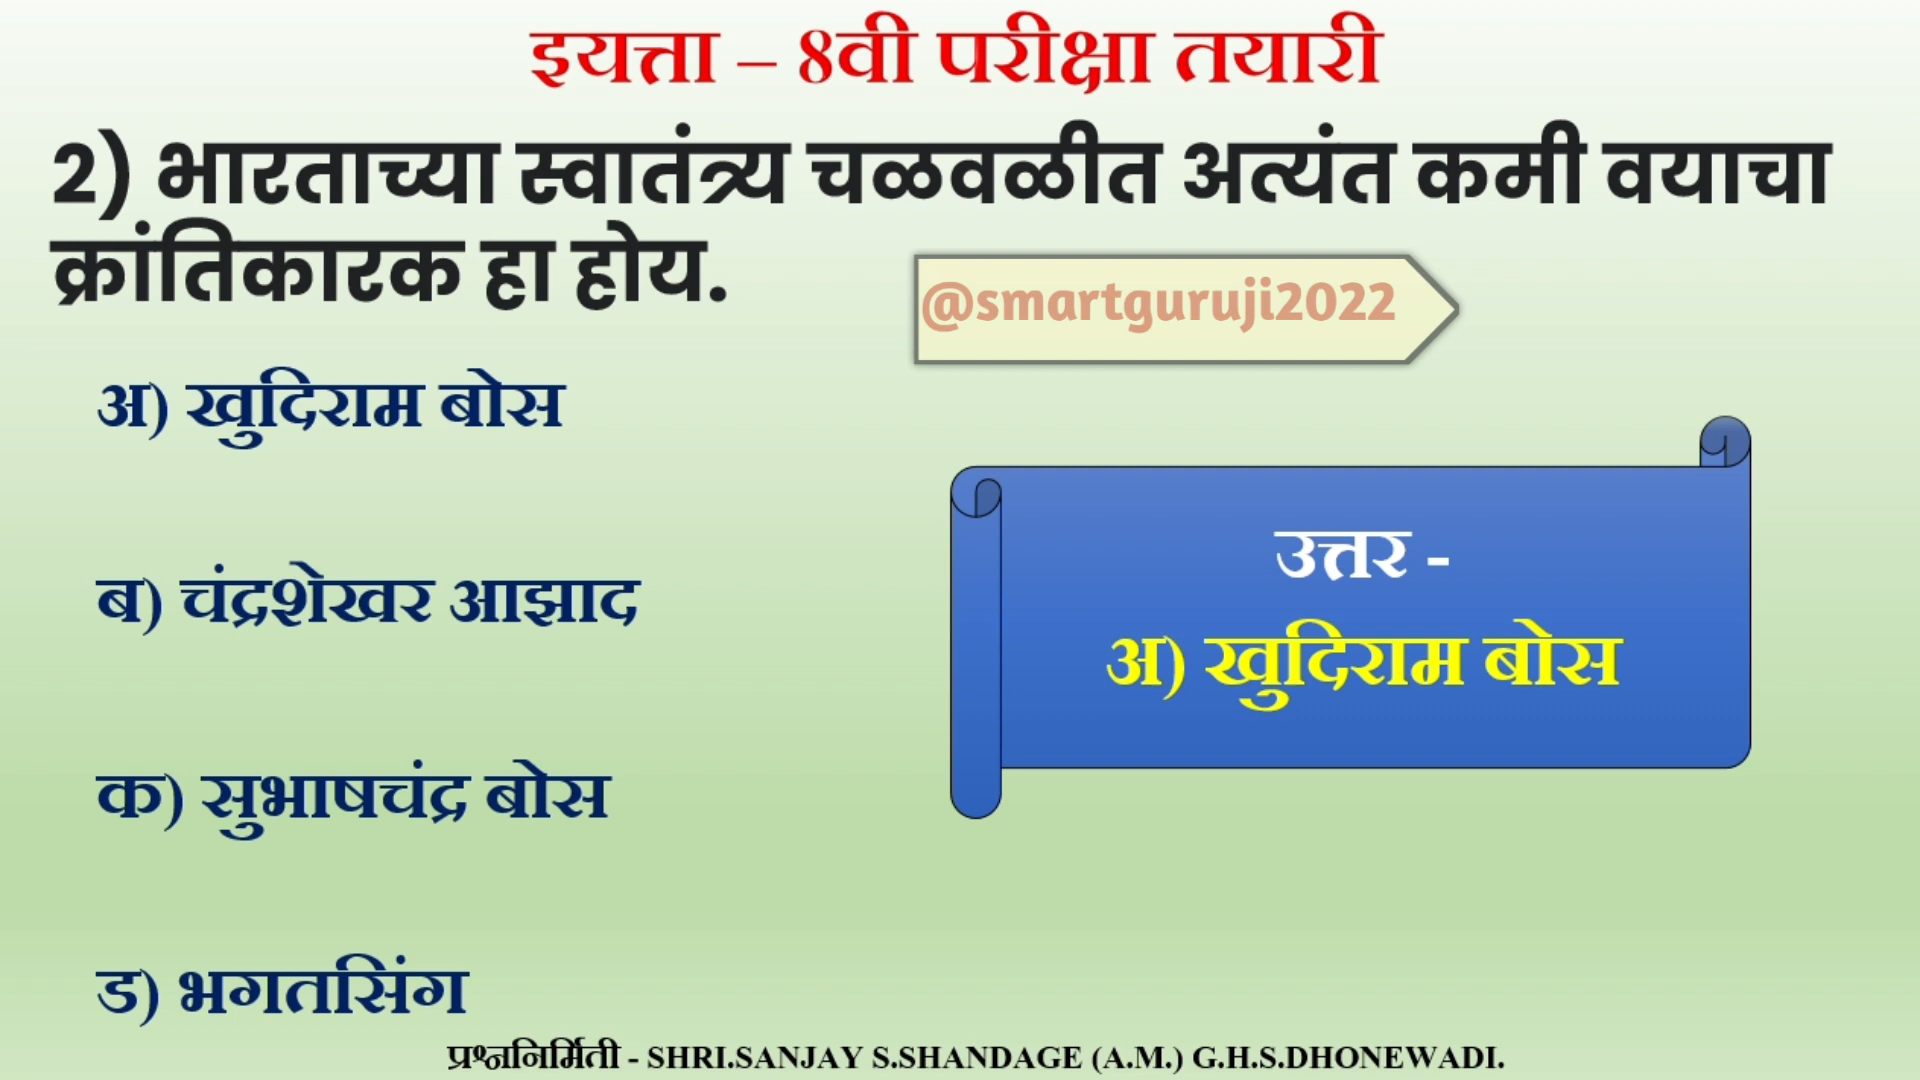 इयत्ता – 8वी परीक्षा तयारी
2) भारताच्या स्वातंत्र्य चळवळीत अत्यंत कमी वयाचा
क्रांतिकारक हा होय.
@smartguruji2022
अ) खुदिराम बोस
ब) चंद्रशेखर आझाद
क) सुभाषचंद्र बोस
ड) भगतसिंग
उत्तर -
अ) खुदिराम बोस
प्रश्ननिर्मिती - SHRI.SANJAY S.SHANDAGE (A.M.) G.H.S.DHONEWADI.